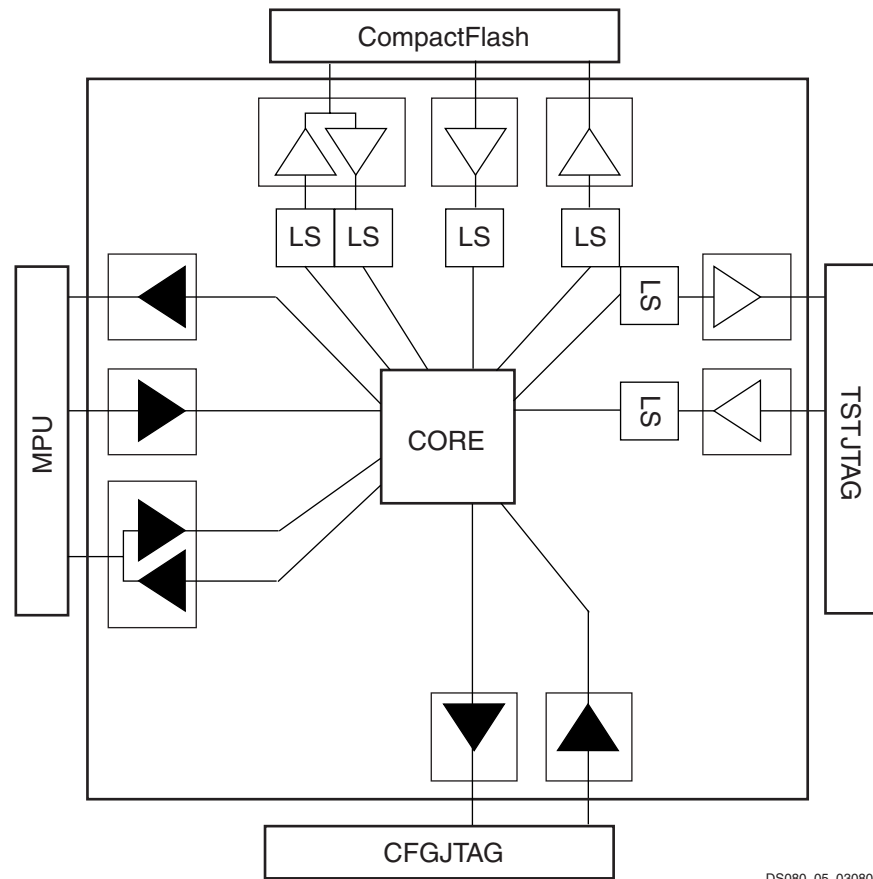 CompactFlash
LS
LS
LS
LS
LS
LS
MPU
CORE
TSTJTAG
CFGJTAG
DS080_05_03080